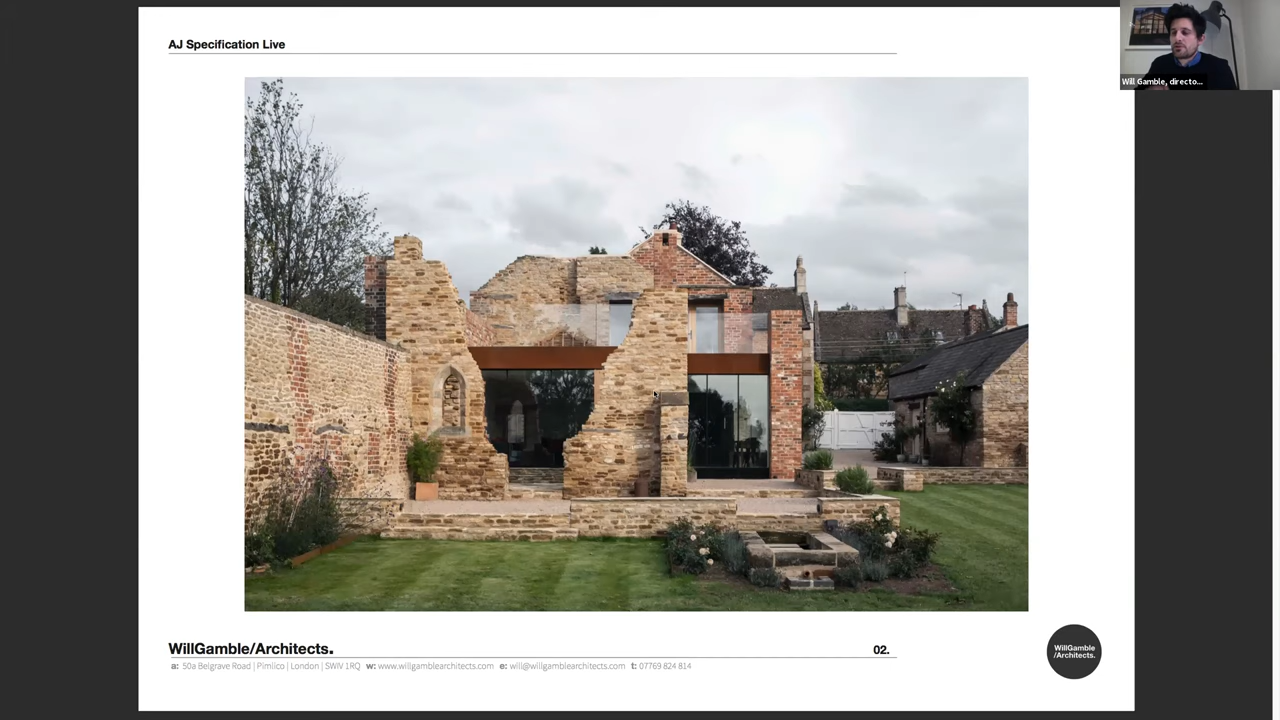 AJ Specification Live
Will Gamble, directo...
WillGamble/Architects.
02.
a: 50a Belgrave Road | Pimlico | London | SW1V 1RQ w: www.willgamblearchitects.com e: will@willgamblearchitects.com t: 07769 824 814
WillGamble
/Architects.